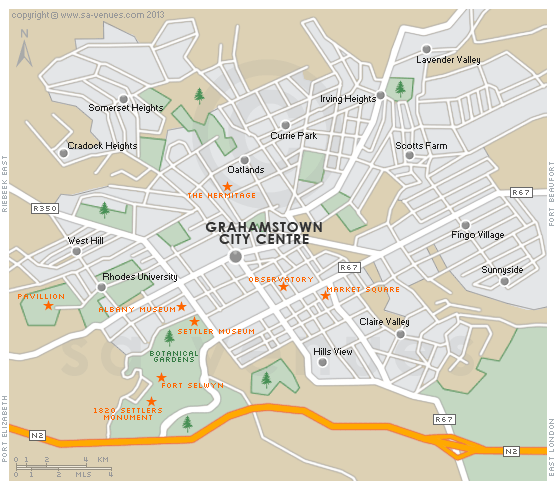 copyright © www.sa-venues.com 2013
N
Lavender Valley
Somerset Heights
Irving Heights
Currie Park
Cradock Heights
Scotts Farm
Oatlands
RIEBEEK EAST
FORT BEAUFORT
THE HERMITAGE
R67
R350
GRAHAMSTOWN
CITY CENTRE
Fingo Village
West Hill
R67
Sunnyside
Rhodes University
OBSERVATORY
MARKET SQUARE
PAVILLION
ALBANY MUSEUM
SETTLER MUSEUM
Claire Valley
BOTANICAL
GARDENS
Hills View
sa-venues
FORT SELWYN
1820 SETTLERS
MONUMENT
R67
PORT ELIZABETH
EAST LONDON
N2
N2
0 1 2 4 KM
0 1 2 4
MLS